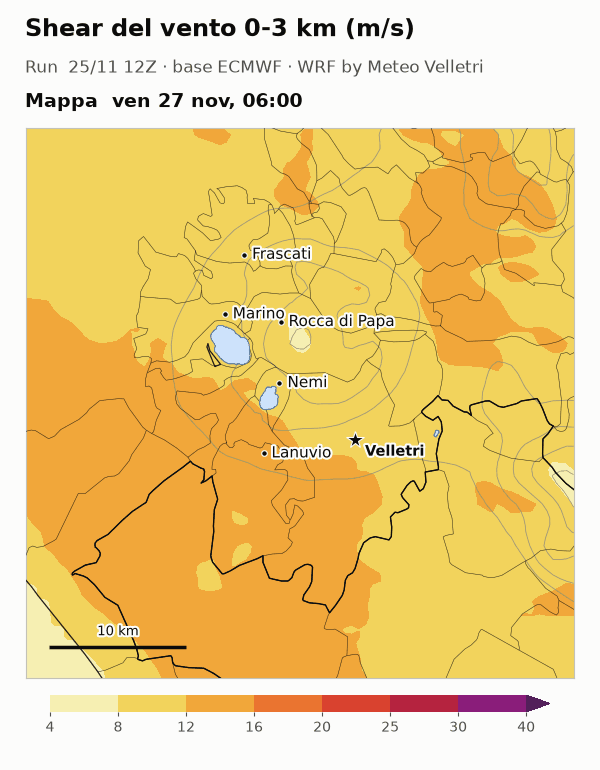 Shear del vento 0-3 km (m/s)
Run  25/11 12Z · base ECMWF · WRF by Meteo Velletri
Mappa  ven 27 nov, 06:00
Frascati
Marino
Rocca di Papa
Nemi
Velletri
Lanuvio
10 km
4 8 12 16 20 25 30 40